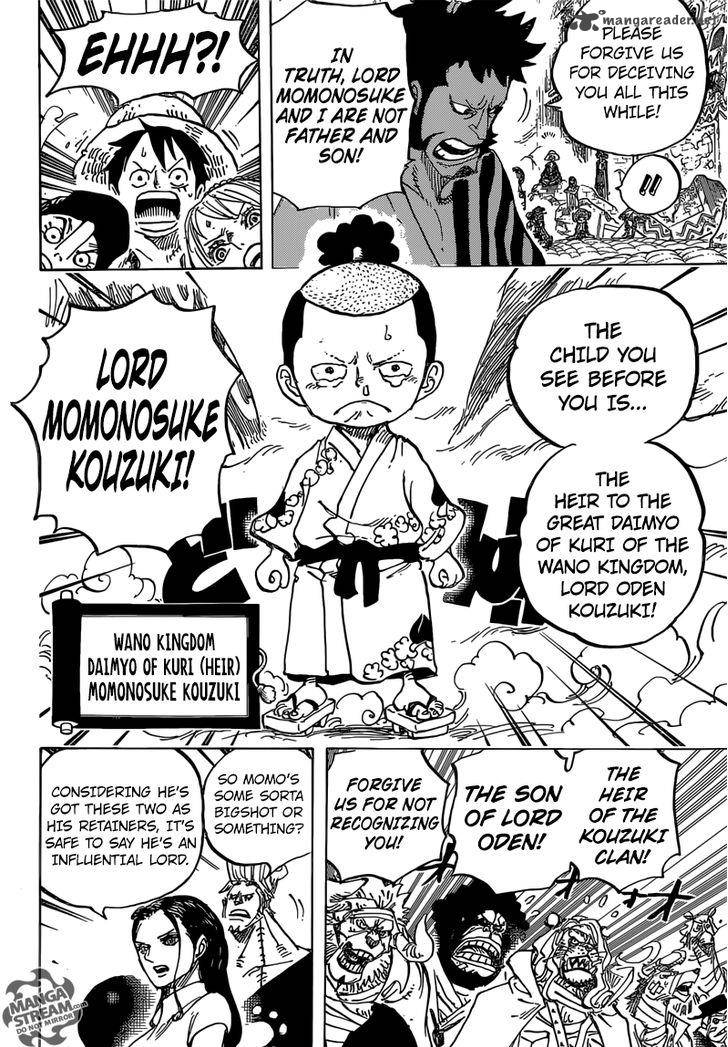 mangareader.net
PLEASE
FORGIVE US
FOR DECEIVING
YOU ALL THIS
WHILE!
!!
IN
TRUTH, LORD
MOMONOSUKE
AND I ARE NOT
FATHER AND
SON!
EHHH?!
THE
CHILD YOU
SEE BEFORE
YOU IS...
THE
HEIR TO THE
GREAT DAIMYO
OF KURI OF THE
WANO KINGDOM,
LORD ODEN
KOUZUKI!
LORD
MOMONOSUKE
KOUZUKI!
WANO KINGDOM
DAIMYO OF KURI (HEIR)
MOMONOSUKE KOUZUKI
THE
HEIR
OF THE
KOUZUKI
CLAN!
THE SON
OF LORD
ODEN!
FORGIVE
US FOR NOT
RECOGNIZING
YOU!
SO MOMO'S
SOME SORTA
BIGSHOT OR
SOMETHING?
CONSIDERING HE'S
GOT THESE TWO AS
HIS RETAINERS, IT'S
SAFE TO SAY HE'S AN
INFLUENTIAL LORD.
MANGA
STREAM.com
DO NOT MIRROR